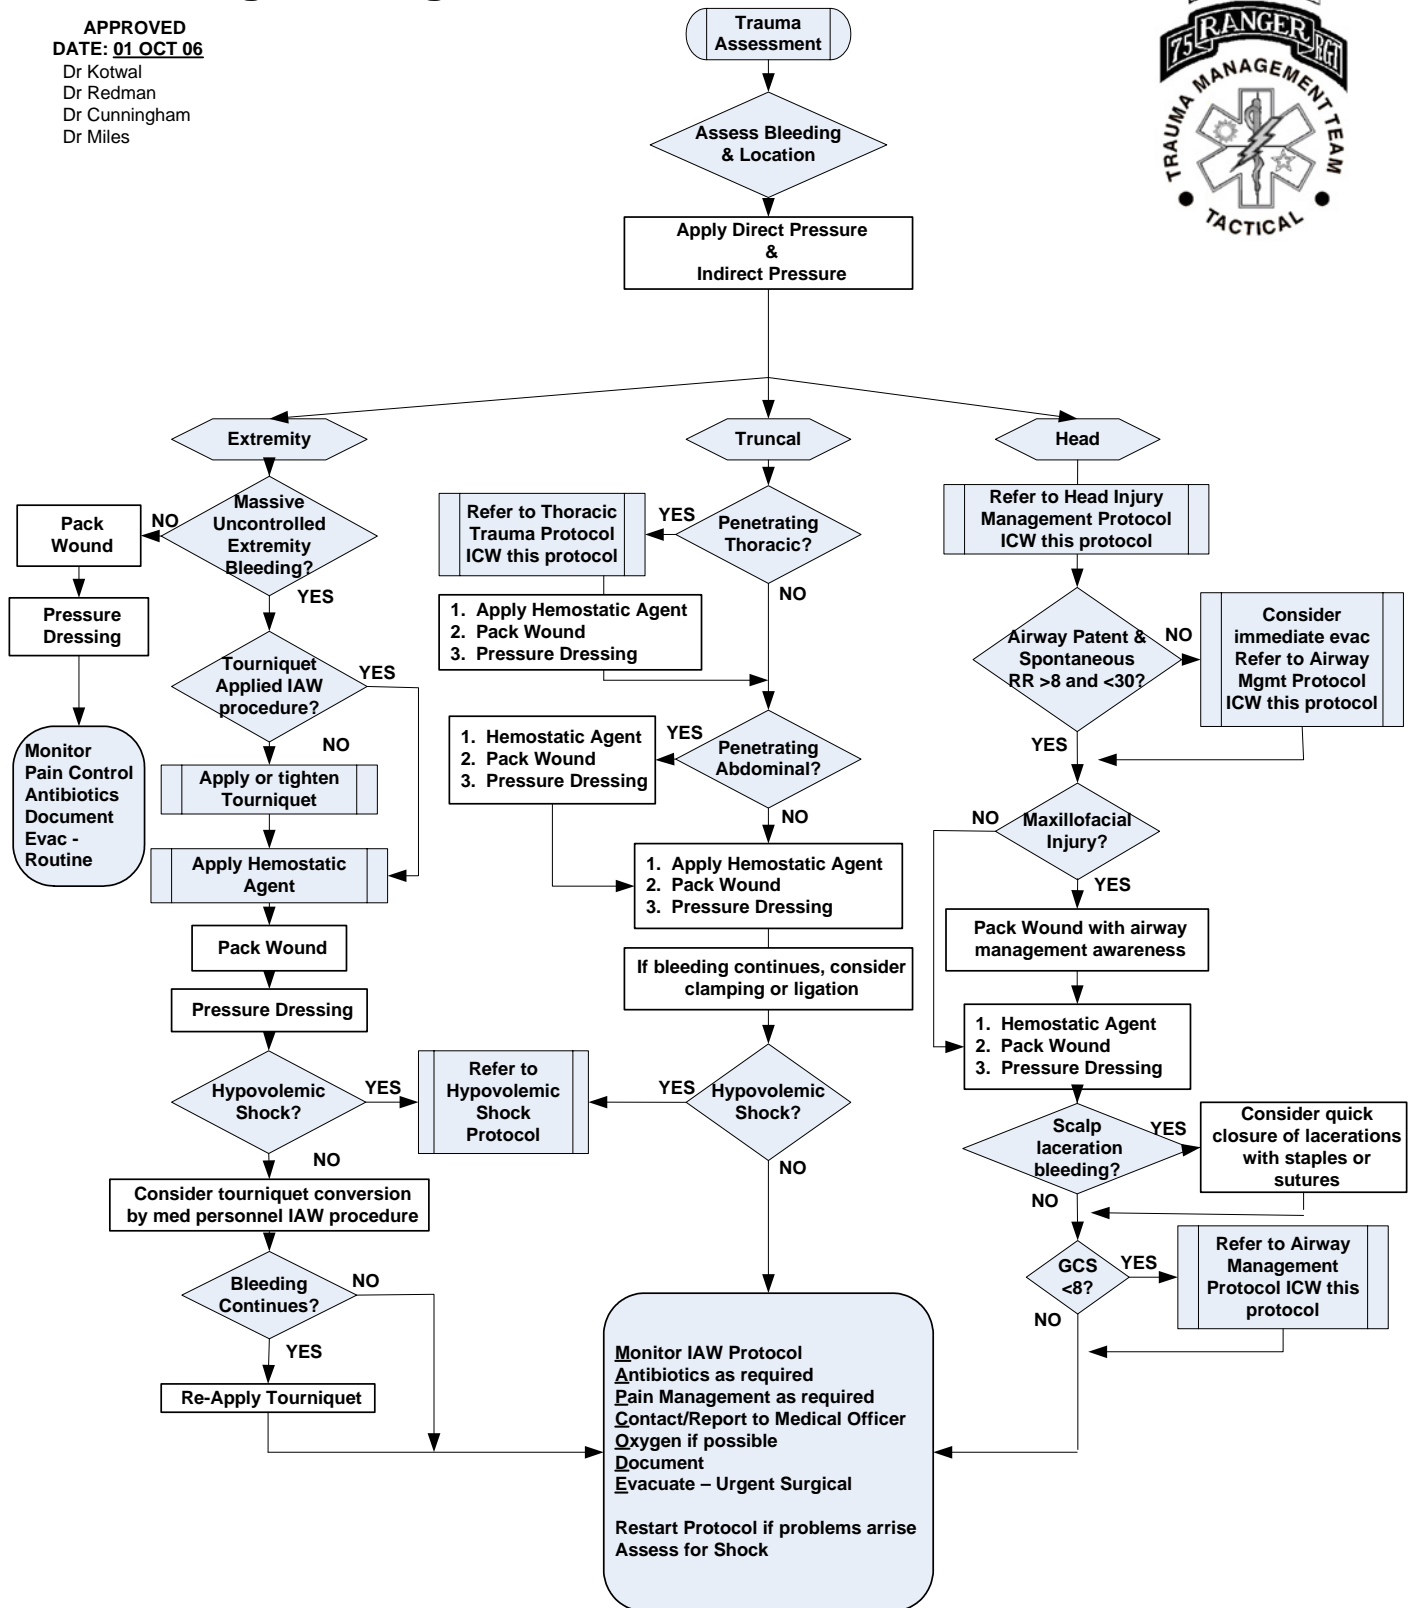 APPROVED
DATE: 01 OCT 06
Dr Kotwal
Dr Redman
Dr Cunningham
Dr Miles
75 RANGER RGT
TRAUMA MANAGEMENT TEAM
TACTICAL
Trauma
Assessment
Assess Bleeding
& Location
Apply Direct Pressure
&
Indirect Pressure
Extremity
Massive
Uncontrolled
Extremity
Bleeding?
NO
Pack
Wound
Pressure
Dressing
Monitor
Pain Control
Antibiotics
Document
Evac -
Routine
YES
Tourniquet
Applied IAW
procedure?
YES
NO
Apply or tighten
Tourniquet
Apply Hemostatic
Agent
Pack Wound
Pressure Dressing
Hypovolemic
Shock?
YES
Refer to
Hypovolemic
Shock
Protocol
NO
Consider tourniquet conversion
by med personnel IAW procedure
Bleeding
Continues?
NO
YES
Re-Apply Tourniquet
Truncal
Penetrating
Thoracic?
YES
Refer to Thoracic
Trauma Protocol
ICW this protocol
1. Apply Hemostatic Agent
2. Pack Wound
3. Pressure Dressing
NO
Penetrating
Abdominal?
YES
1. Hemostatic Agent
2. Pack Wound
3. Pressure Dressing
NO
1. Apply Hemostatic Agent
2. Pack Wound
3. Pressure Dressing
If bleeding continues, consider
clamping or ligation
Hypovolemic
Shock?
YES
NO
Head
Refer to Head Injury
Management Protocol
ICW this protocol
Airway Patent &
Spontaneous
RR >8 and <30?
NO
Consider
immediate evac
Refer to Airway
Mgmt Protocol
ICW this protocol
YES
Maxillofacial
Injury?
NO
YES
Pack Wound with airway
management awareness
1. Hemostatic Agent
2. Pack Wound
3. Pressure Dressing
Scalp
laceration
bleeding?
YES
Consider quick
closure of lacerations
with staples or
sutures
NO
GCS
<8?
YES
Refer to Airway
Management
Protocol ICW this
protocol
NO
Monitor IAW Protocol
Antibiotics as required
Pain Management as required
Contact/Report to Medical Officer
Oxygen if possible
Document
Evacuate – Urgent Surgical
Restart Protocol if problems arrise
Assess for Shock